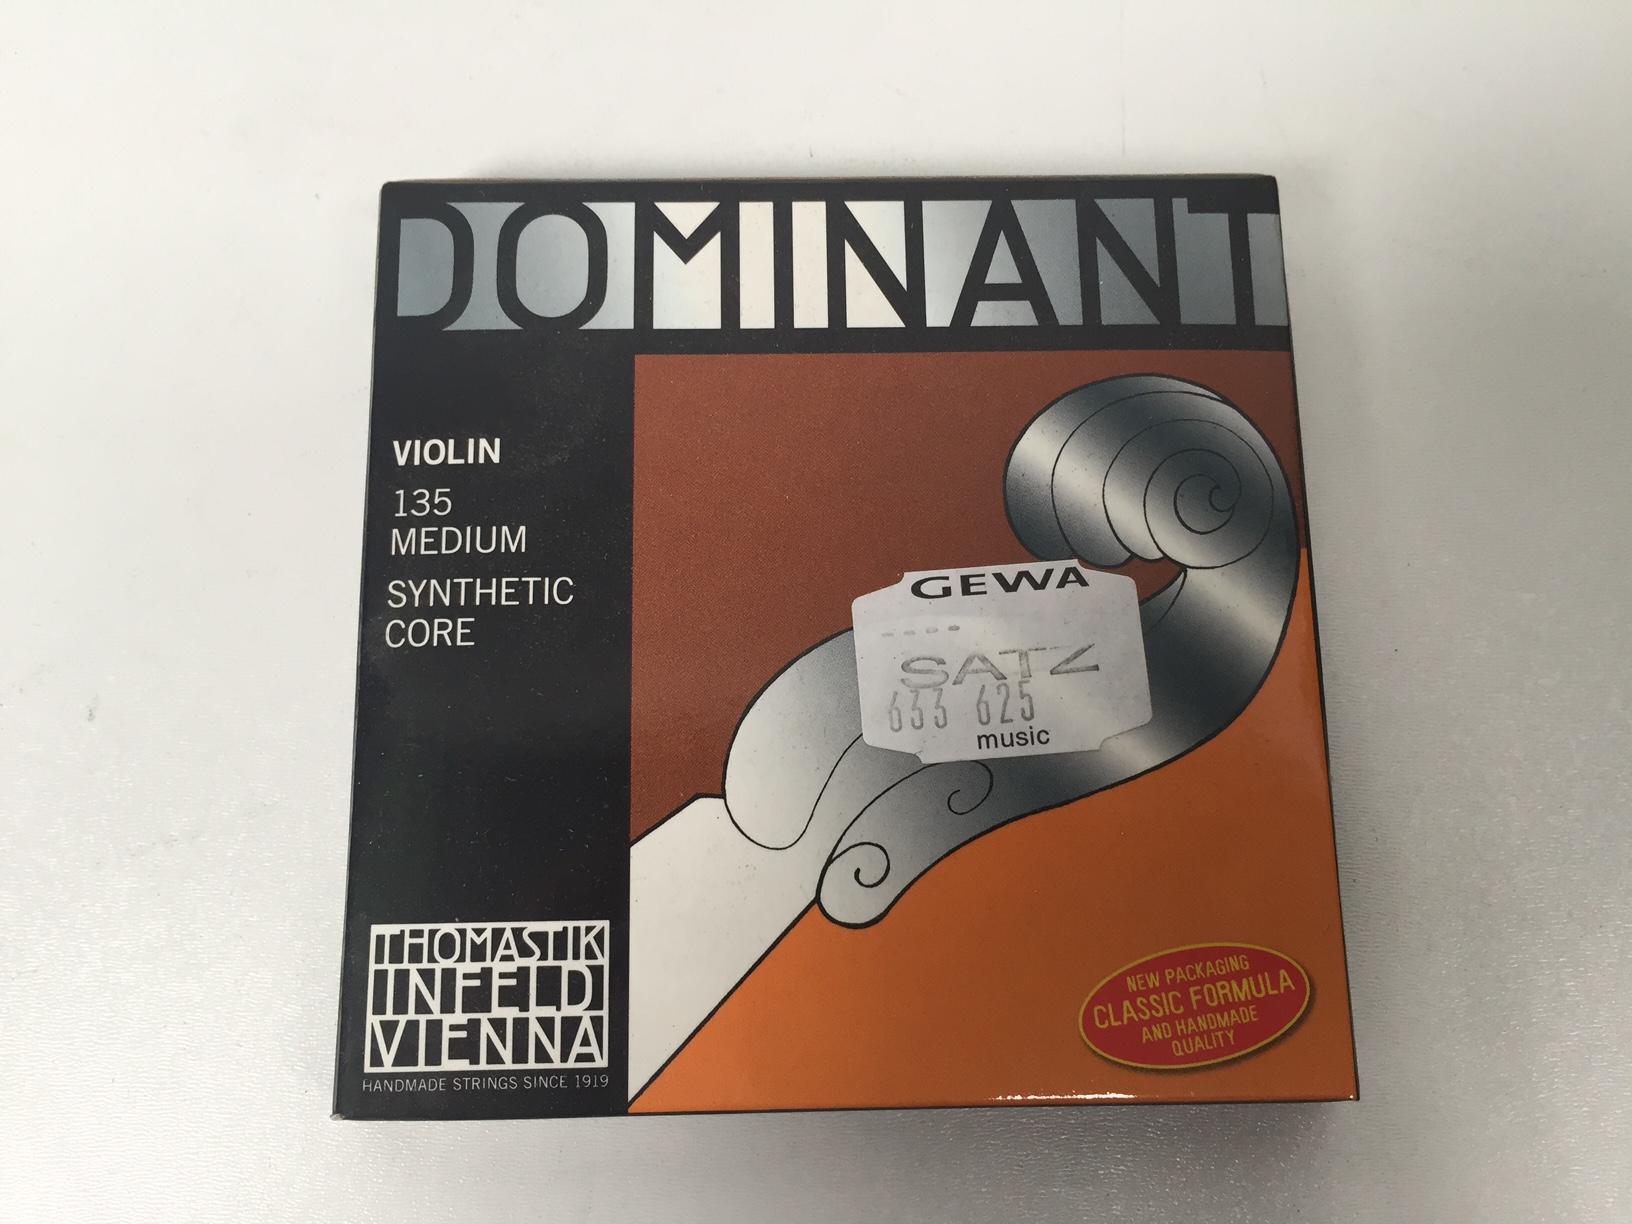 DOMINANT
VIOLIN
135
MEDIUM
SYNTHETIC
CORE
GEWA
SATZ
633 625
music
THOMASTIK
INFELD
VIENNA
HANDMADE STRINGS SINCE 1919
NEW PACKAGING
CLASSIC FORMULA
AND HANDMADE
QUALITY